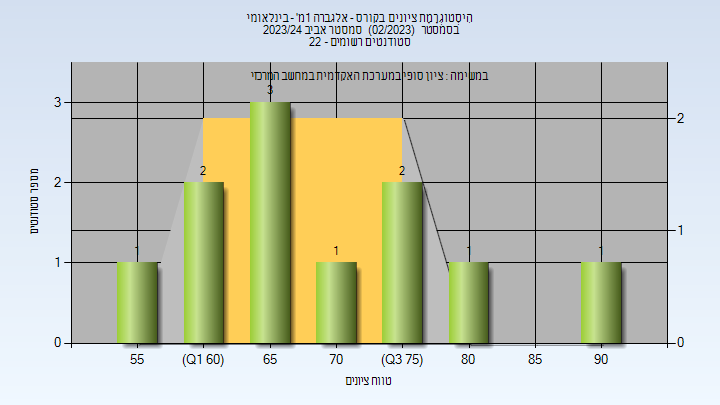 היסטוגרמת ציונים בקורס - אלגברה 1מ' - בינלאומי
בסמסטר (02/2023) סמסטר אביב 2023/24
סטודנטים רשומים - 22
במשימה : ציון סופי במערכת האקדמית במחשב המרכזי
מספר סטודנטים
3
2
1
0
2
1
0
1
2
3
1
2
1
1
55
(Q1 60)
65
70
(Q3 75)
80
85
90
טווח ציונים